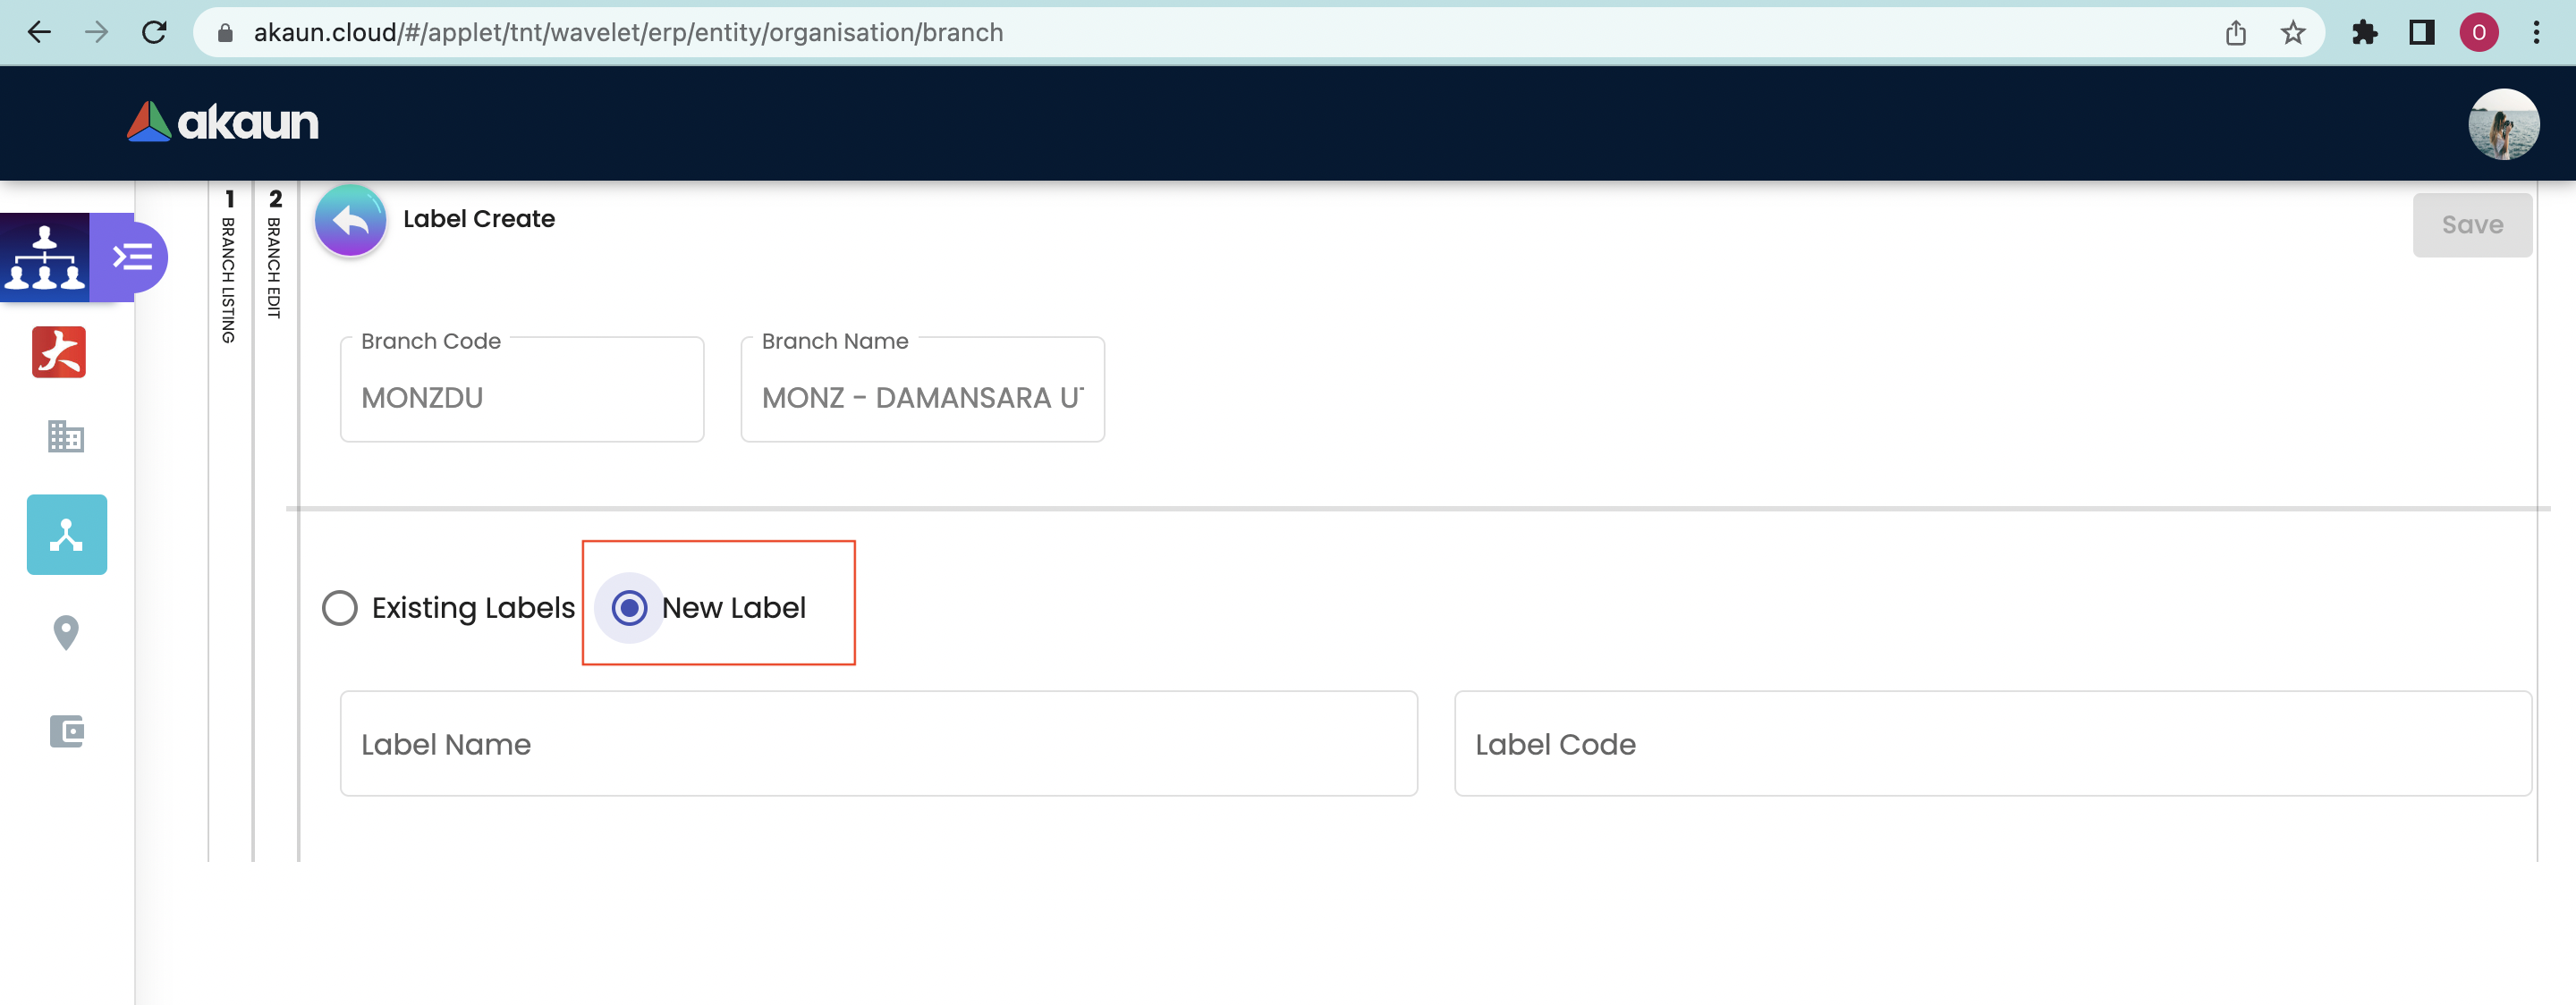 akaun.cloud/#/applet/tnt/wavelet/erp/entity/organisation/branch
O
akaun
1
BRANCH LISTING
2
BRANCH EDIT
Label Create
Save
Branch Code
MONZDU
Branch Name
MONZ - DAMANSARA U
Existing Labels
New Label
Label Name
Label Code